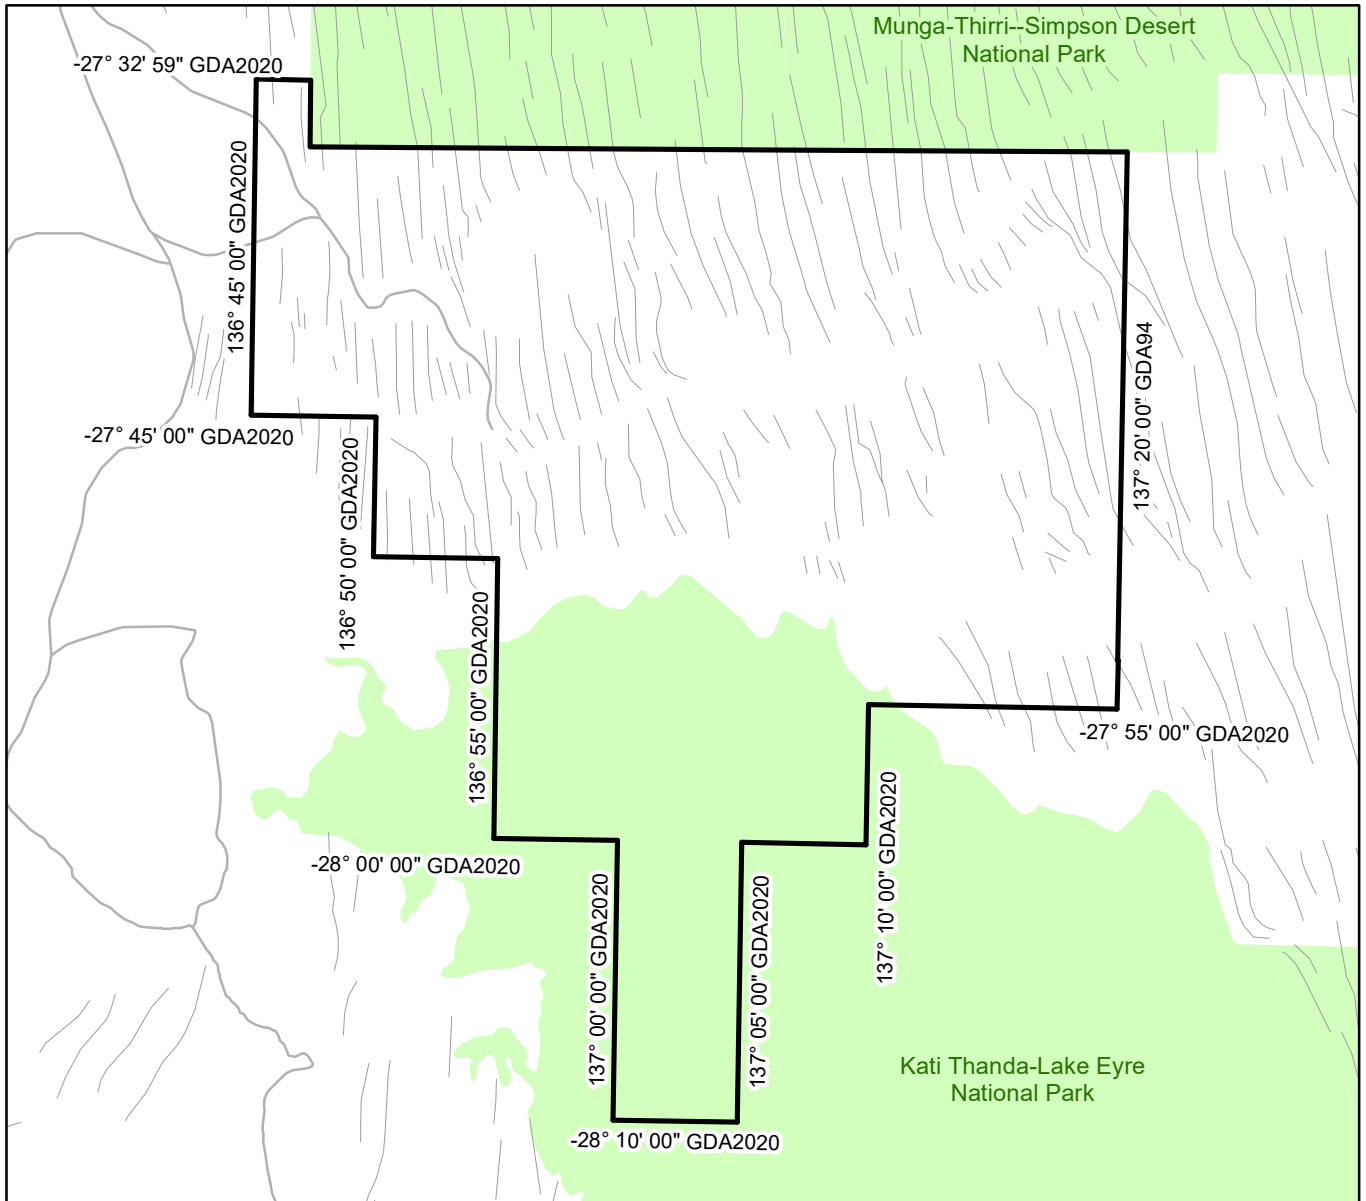 Munga-Thirri--Simpson Desert
National Park
-27° 32' 59" GDA2020
136° 45' 00" GDA2020
137° 20' 00" GDA94
-27° 45' 00" GDA2020
136° 50' 00" GDA2020
136° 55' 00" GDA2020
-27° 55' 00" GDA2020
137° 10' 00" GDA2020
-28° 00' 00" GDA2020
137° 00' 00" GDA2020
137° 05' 00" GDA2020
Kati Thanda-Lake Eyre
National Park
-28° 10' 00" GDA2020